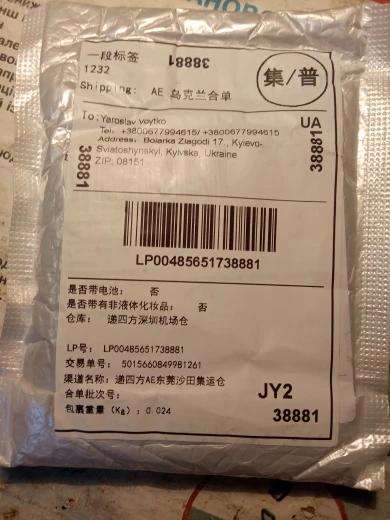 一段标签
1232
38881
集/普
Shipping: AE 乌克兰合单
To: Yaroslav Voytko
Tel: +3800677994615/ +3800677994615
Address: Boiarka Zlagodi 17 ., Kyievo-
Sviatoshynskyi, Kyivska, Ukraine
ZIP: 08151
UA
38881
38881
LP00485651738881
是否带电池: 否
是否带有非液体化妆品: 否
仓库: 递四方深圳机场仓
LP号: LP00485651738881
交易单号: 5015660849981261
渠道名称: 递四方AE东莞沙田集运仓
合单批次号:
包裹重量 (Kg): 0.024
JY2
38881